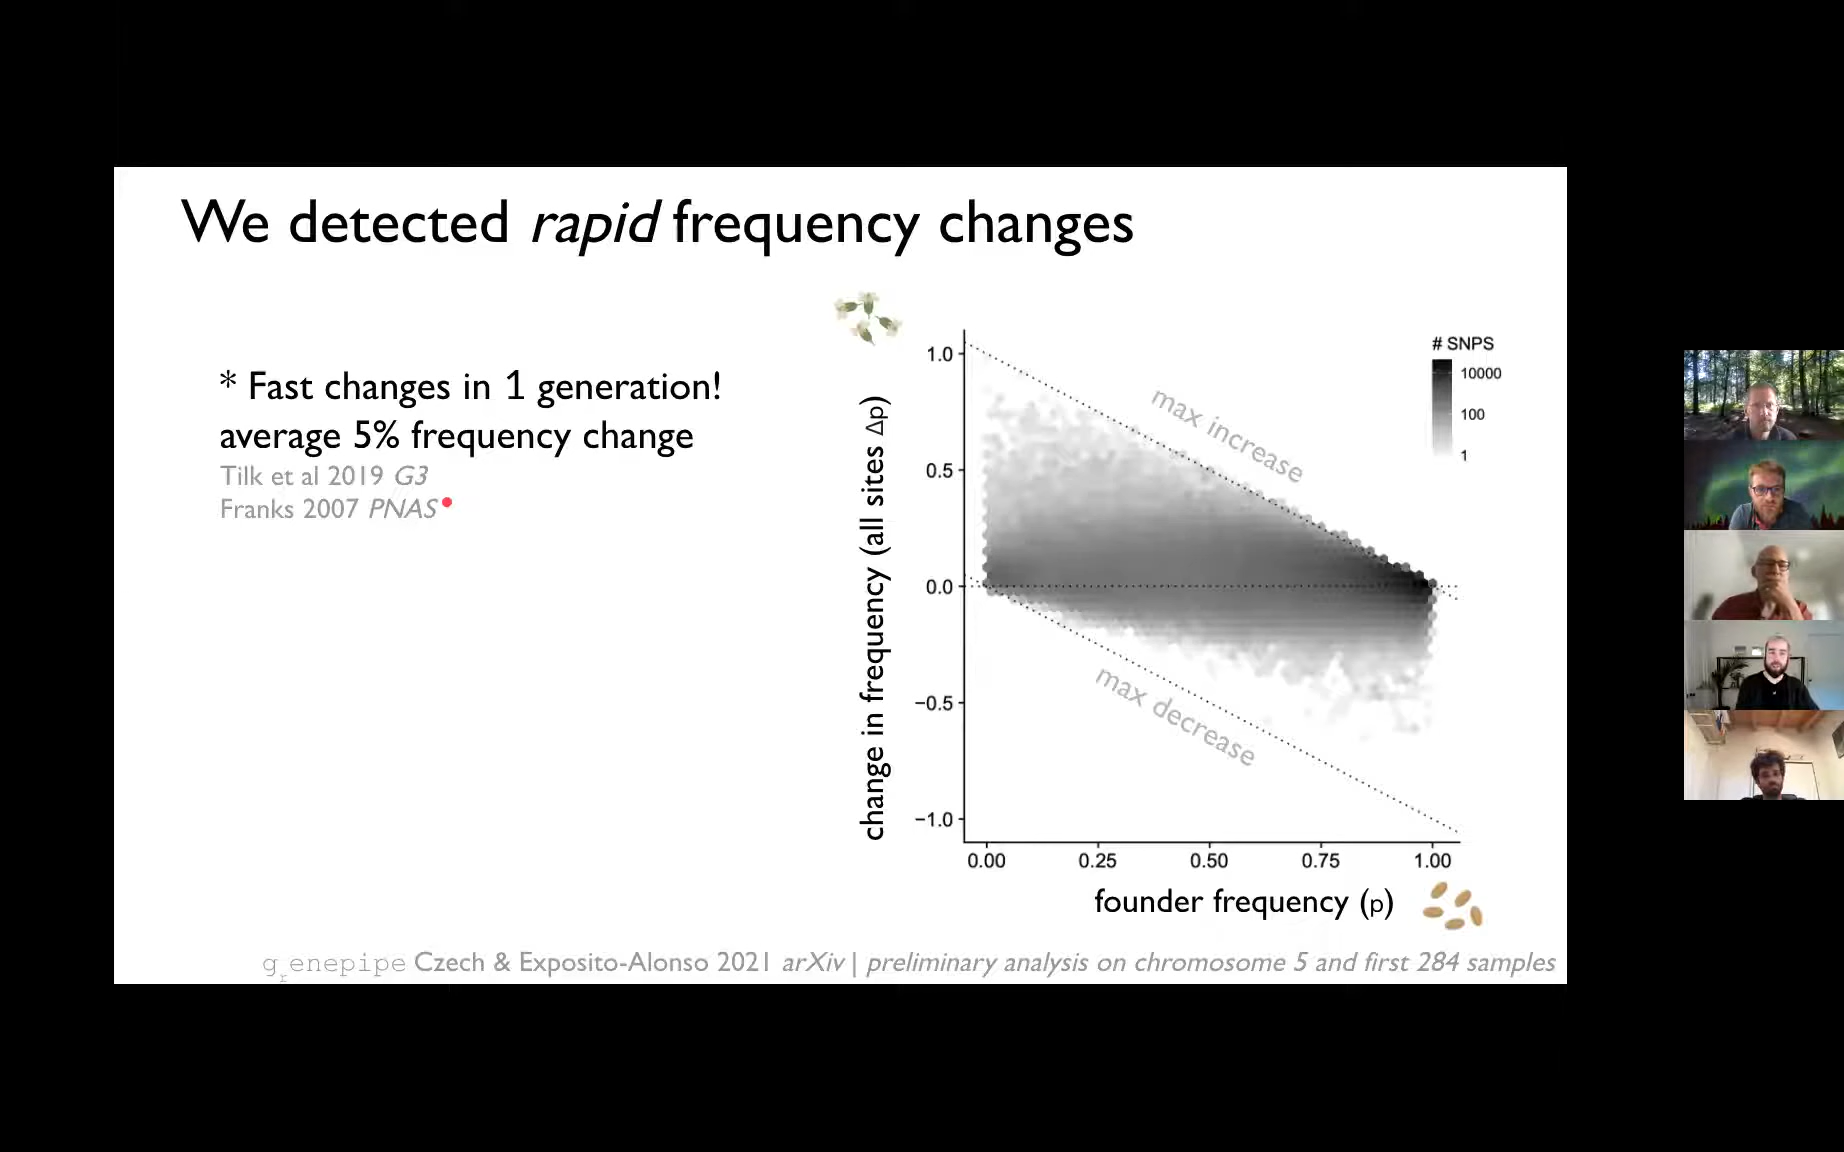 We detected rapid frequency changes
* Fast changes in 1 generation!
average 5% frequency change
Tilk et al 2019 G3
Franks 2007 PNAS
change in frequency (all sites Δp)
1.0
0.5
0.0
−0.5
−1.0
max increase
max decrease
# SNPS
10000
100
1
0.00 0.25 0.50 0.75 1.00
founder frequency (p)
grenepipe Czech & Exposito-Alonso 2021 arXiv | preliminary analysis on chromosome 5 and first 284 samples